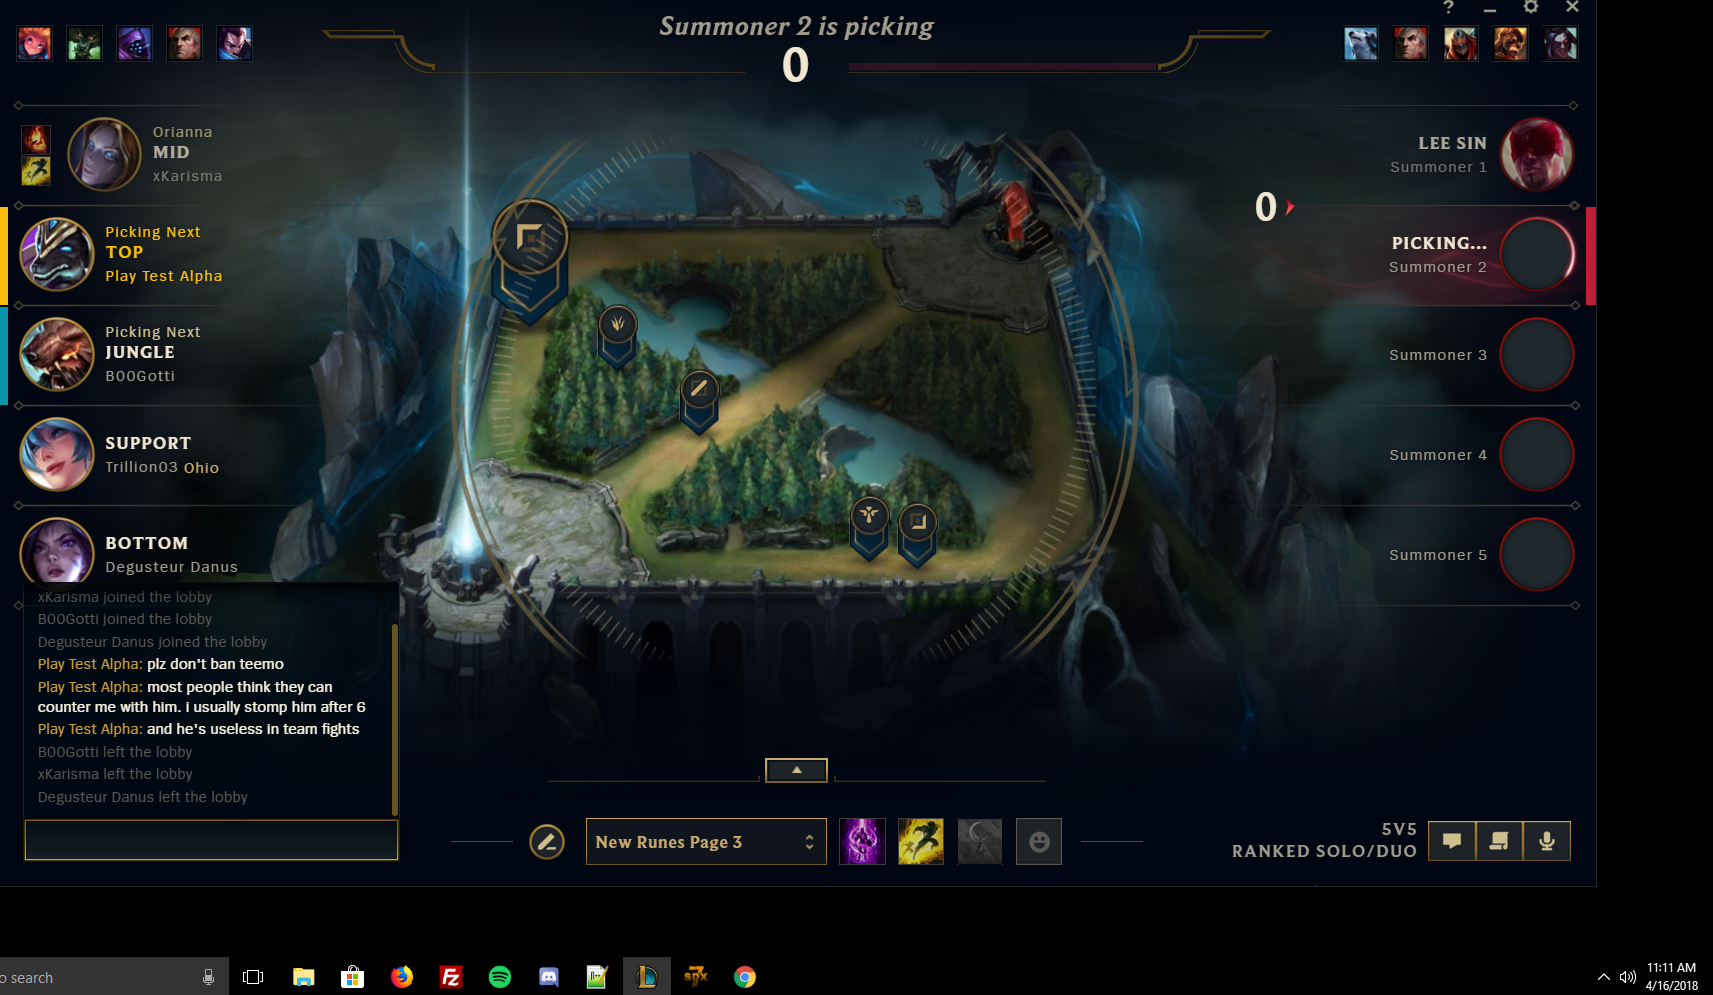 Summoner 2 is picking
?
0
Orianna
MID
xKarisma
Picking Next
TOP
Play Test Alpha
Picking Next
JUNGLE
B00Gotti
SUPPORT
Trillion03 Ohio
BOTTOM
Degusteur Danus
LEE SIN
Summoner 1
0
PICKING...
Summoner 2
Summoner 3
Summoner 4
Summoner 5
xKarisma joined the lobby
B00Gotti joined the lobby
Degusteur Danus joined the lobby
Play Test Alpha: plz don't ban teemo
Play Test Alpha: most people think they can
counter me with him. i usually stomp him after 6
Play Test Alpha: and he's useless in team fights
B00Gotti left the lobby
xKarisma left the lobby
Degusteur Danus left the lobby
New Runes Page 3
5V5
RANKED SOLO/DUO
o search
Fz
L
spx
11:11 AM
4/16/2018